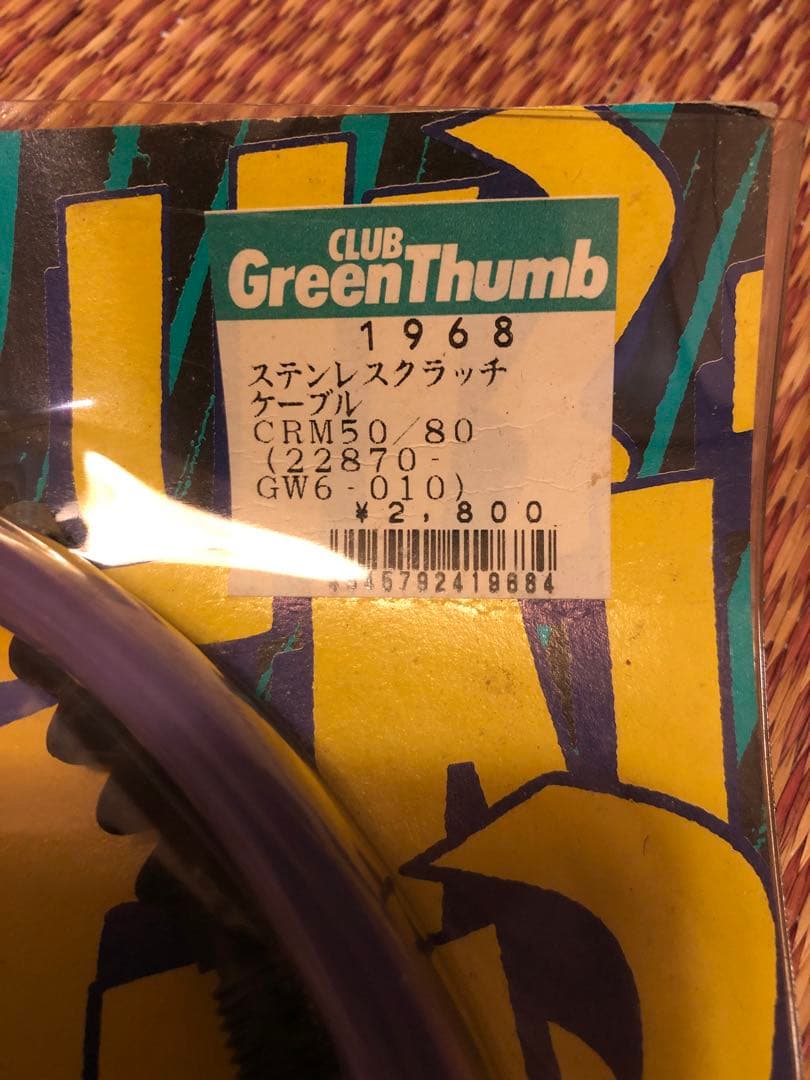 CLUB
GreenThumb
1968
ステンレスクラッチ
ケーブル
CRM50/80
(22870-
GW6-010)
¥2,800